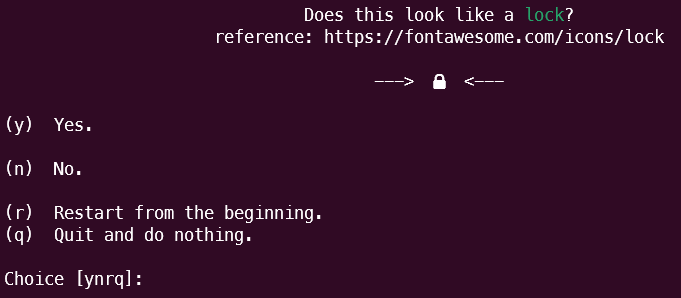 Does this look like a lock?
reference: https://fontawesome.com/icons/lock
---> 🔒 <---
(y) Yes.
(n) No.
(r) Restart from the beginning.
(q) Quit and do nothing.
Choice [ynrq]: